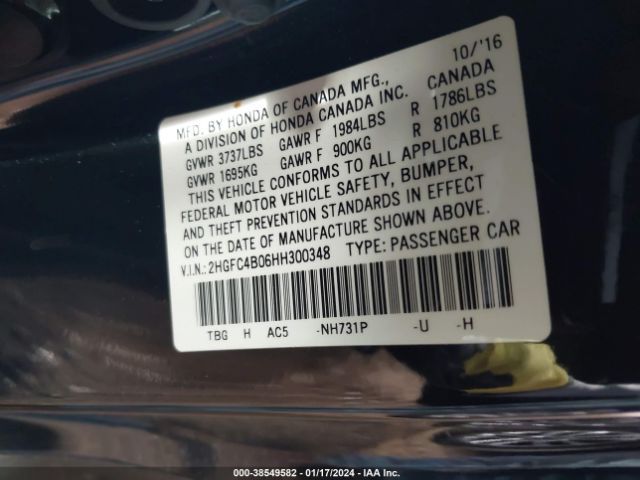 10/'16
MFD. BY HONDA OF CANADA MFG.,
A DIVISION OF HONDA CANADA INC. CANADA
GVWR 3737LBS GAWR F 1984LBS R 1786LBS
GVWR 1695KG GAWR F 900KG R 810KG
THIS VEHICLE CONFORMS TO ALL APPLICABLE
FEDERAL MOTOR VEHICLE SAFETY, BUMPER,
AND THEFT PREVENTION STANDARDS IN EFFECT
ON THE DATE OF MANUFACTURE SHOWN ABOVE.
V.I.N.: 2HGFC4B06HH300348 TYPE: PASSENGER CAR
TBG H AC5 -NH731P -U -H
000-38549582 - 01/17/2024 - IAA Inc.